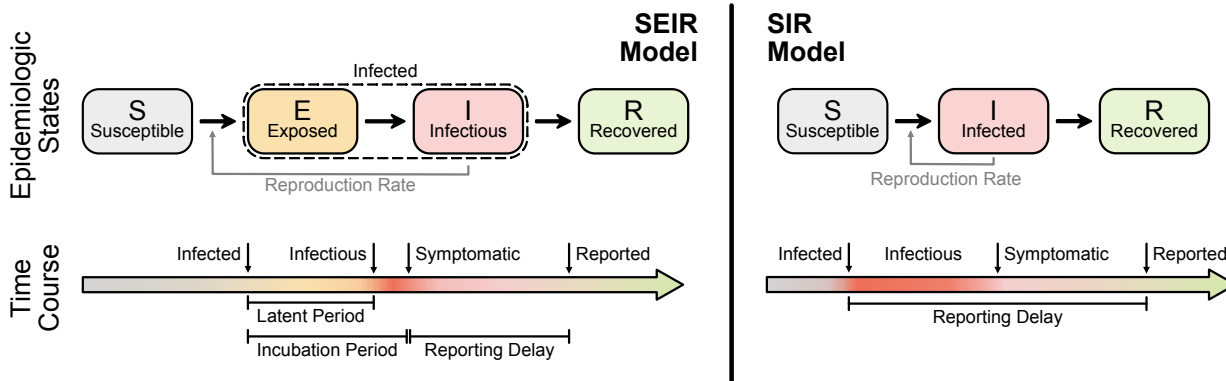 Epidemiologic
States
SEIR
Model
Infected
S
Susceptible
E
Exposed
I
Infectious
R
Recovered
Reproduction Rate
Time
Course
Infected
Infectious
Symptomatic
Reported
Latent Period
Incubation Period
Reporting Delay
SIR
Model
S
Susceptible
I
Infected
R
Recovered
Reproduction Rate
Infected
Infectious
Symptomatic
Reported
Reporting Delay